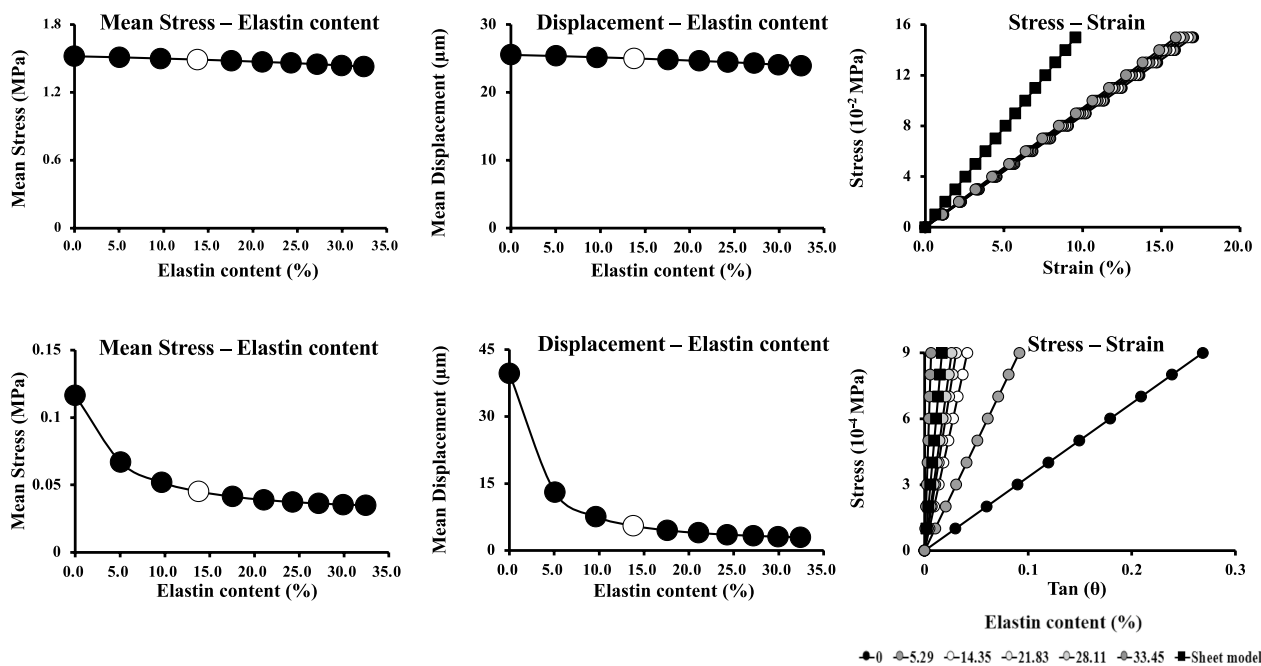 Mean Stress – Elastin content
Mean Stress (MPa)
1.8
1.2
0.6
0
0.0 5.0 10.0 15.0 20.0 25.0 30.0 35.0
Elastin content (%)
Displacement – Elastin content
Mean Displacement (μm)
30
20
10
0
0.0 5.0 10.0 15.0 20.0 25.0 30.0 35.0
Elastin content (%)
Stress – Strain
Stress (10⁻² MPa)
16
12
8
4
0
0.0 5.0 10.0 15.0 20.0
Strain (%)
Mean Stress – Elastin content
Mean Stress (MPa)
0.15
0.1
0.05
0
0.0 5.0 10.0 15.0 20.0 25.0 30.0 35.0
Elastin content (%)
Displacement – Elastin content
Mean Displacement (μm)
45
30
15
0
0.0 5.0 10.0 15.0 20.0 25.0 30.0 35.0
Elastin content (%)
Stress – Strain
Stress (10⁻⁴ MPa)
9
6
3
0
0 0.1 0.2 0.3
Tan (θ)
Elastin content (%)
0 5.29 14.35 21.83 28.11 33.45 Sheet model